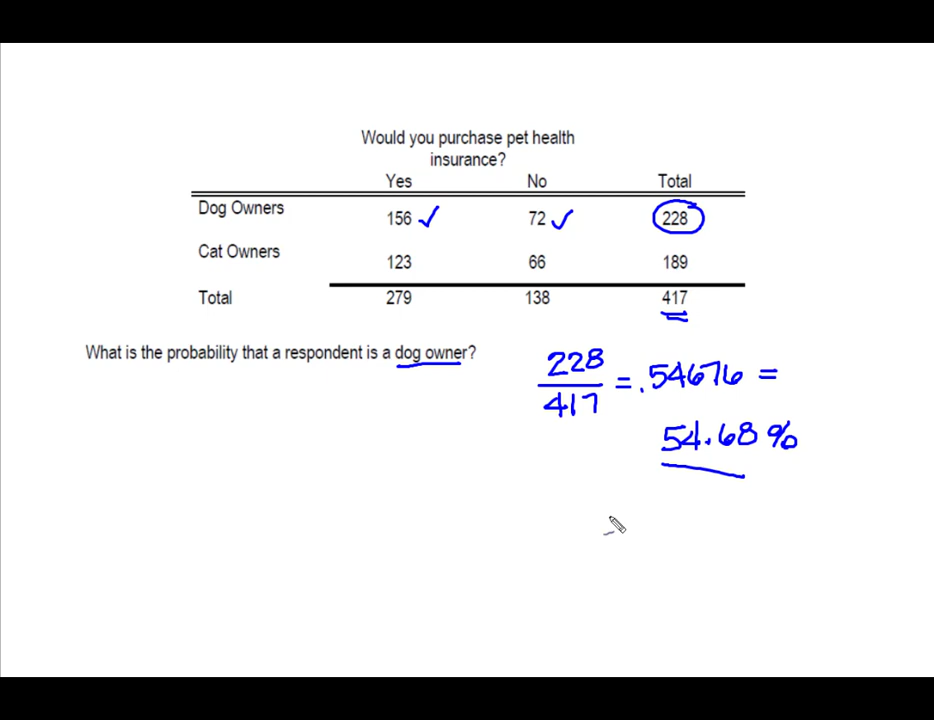 Would you purchase pet health
insurance?
Yes No Total
Dog Owners 156 ✓ 72 ✓ 228
Cat Owners 123 66 189
Total 279 138 417
What is the probability that a respondent is a dog owner?
228
417
= .54676 =
54.68 %